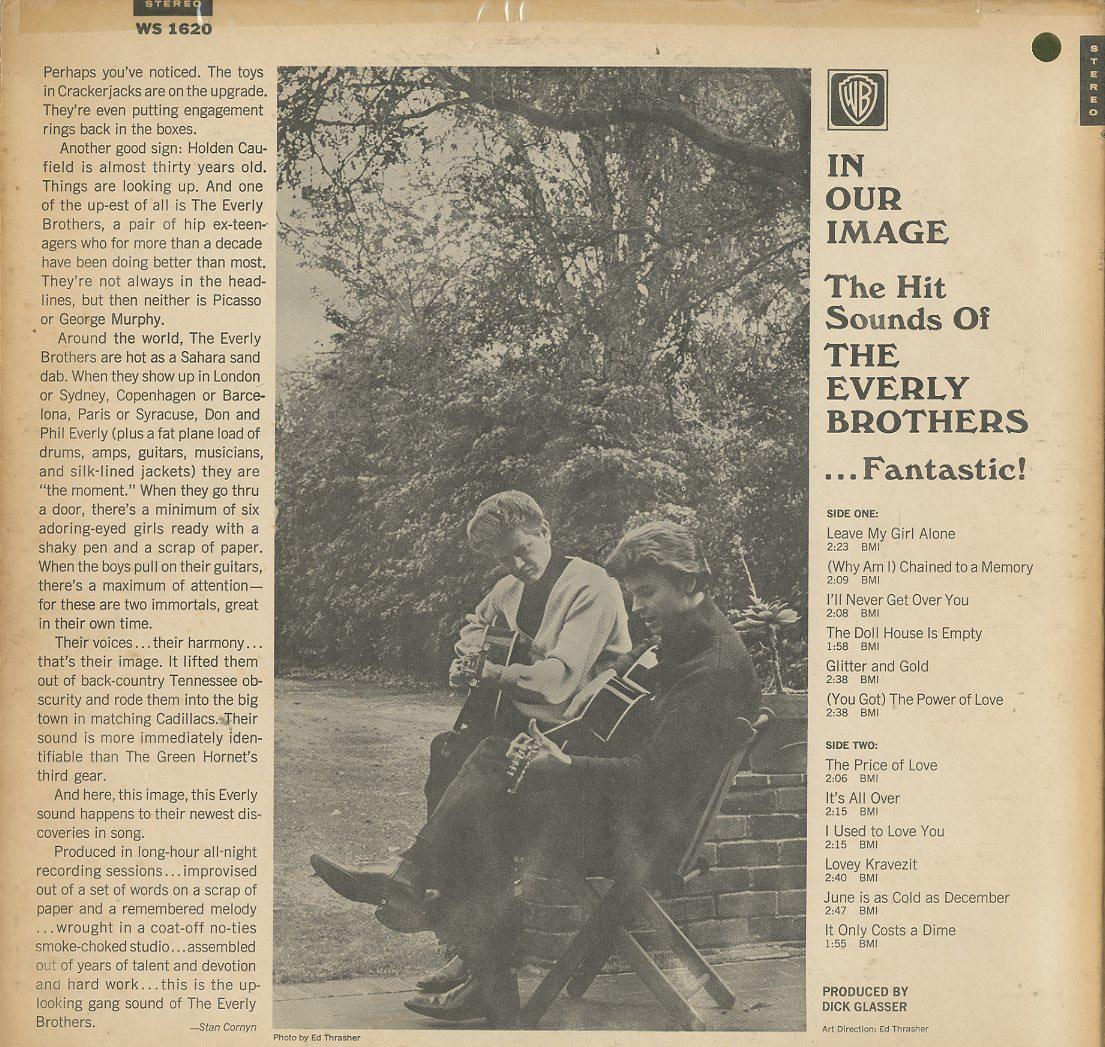 STEREO
WS 1620
Perhaps you've noticed. The toys
in Crackerjacks are on the upgrade.
They're even putting engagement
rings back in the boxes.
Another good sign: Holden Cau-
field is almost thirty years old.
Things are looking up. And one
of the up-est of all is The Everly
Brothers, a pair of hip ex-teen-
agers who for more than a decade
have been doing better than most.
They're not always in the head-
lines, but then neither is Picasso
or George Murphy.
Around the world, The Everly
Brothers are hot as a Sahara sand
dab. When they show up in London
or Sydney, Copenhagen or Barce-
lona, Paris or Syracuse, Don and
Phil Everly (plus a fat plane load of
drums, amps, guitars, musicians,
and silk-lined jackets) they are
"the moment." When they go thru
a door, there's a minimum of six
adoring-eyed girls ready with a
shaky pen and a scrap of paper.
When the boys pull on their guitars,
there's a maximum of attention—
for these are two immortals, great
in their own time.
Their voices...their harmony...
that's their image. It lifted them
out of back-country Tennessee ob-
scurity and rode them into the big
town in matching Cadillacs. Their
sound is more immediately iden-
tifiable than The Green Hornet's
third gear.
And here, this image, this Everly
sound happens to their newest dis-
coveries in song.
Produced in long-hour all-night
recording sessions...improvised
out of a set of words on a scrap of
paper and a remembered melody
...wrought in a coat-off no-ties
smoke-choked studio...assembled
out of years of talent and devotion
and hard work...this is the up-
looking gang sound of The Everly
Brothers.
—Stan Cornyn
Photo by Ed Thrasher
STEREO
WB
IN
OUR
IMAGE
The Hit
Sounds Of
THE
EVERLY
BROTHERS
...Fantastic!
SIDE ONE:
Leave My Girl Alone
2:23 BMI
(Why Am I) Chained to a Memory
2:09 BMI
I'll Never Get Over You
2:08 BMI
The Doll House Is Empty
1:58 BMI
Glitter and Gold
2:38 BMI
(You Got) The Power of Love
2:38 BMI
SIDE TWO:
The Price of Love
2:06 BMI
It's All Over
2:15 BMI
I Used to Love You
2:15 BMI
Lovey Kravezit
2:40 BMI
June is as Cold as December
2:47 BMI
It Only Costs a Dime
1:55 BMI
PRODUCED BY
DICK GLASSER
Art Direction: Ed Thrasher